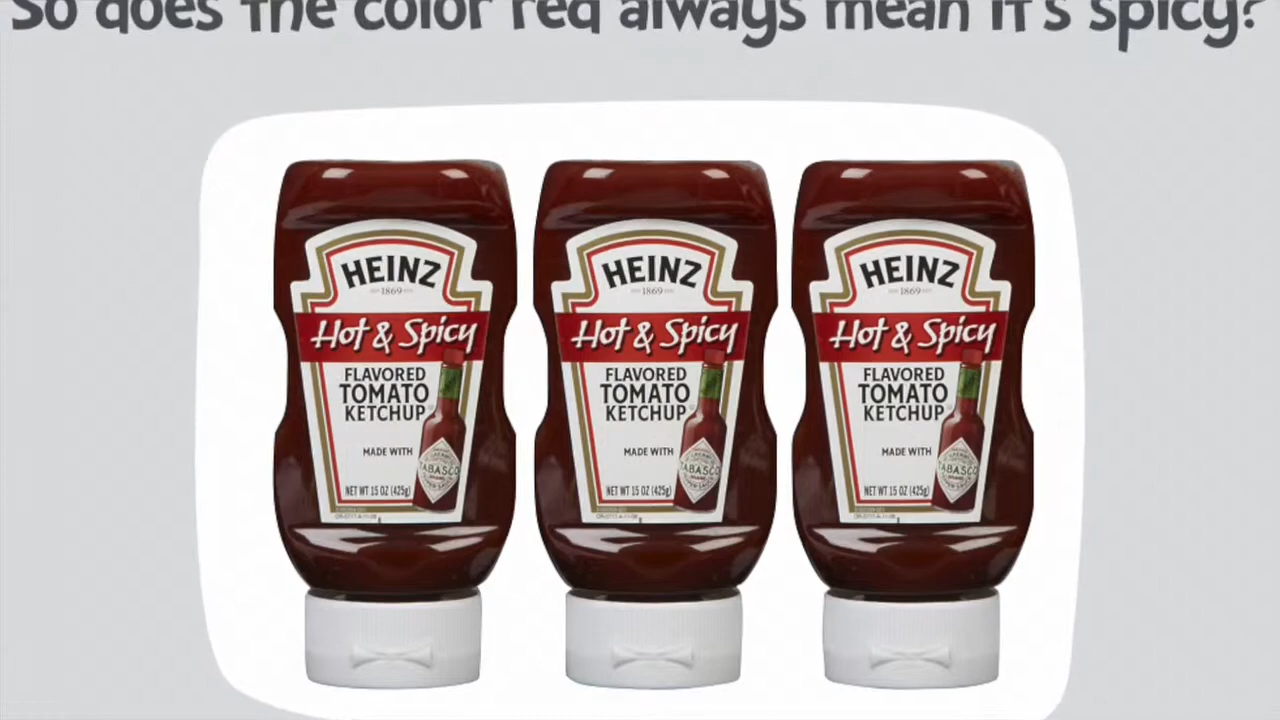 So does the color red always mean it's spicy?
HEINZ
1869
Hot & Spicy
FLAVORED
TOMATO
KETCHUP
MADE WITH
TABASCO
NET WT 15 OZ (425g)
HEINZ
1869
Hot & Spicy
FLAVORED
TOMATO
KETCHUP
MADE WITH
TABASCO
NET WT 15 OZ (425g)
HEINZ
1869
Hot & Spicy
FLAVORED
TOMATO
KETCHUP
MADE WITH
TABASCO
NET WT 15 OZ (425g)